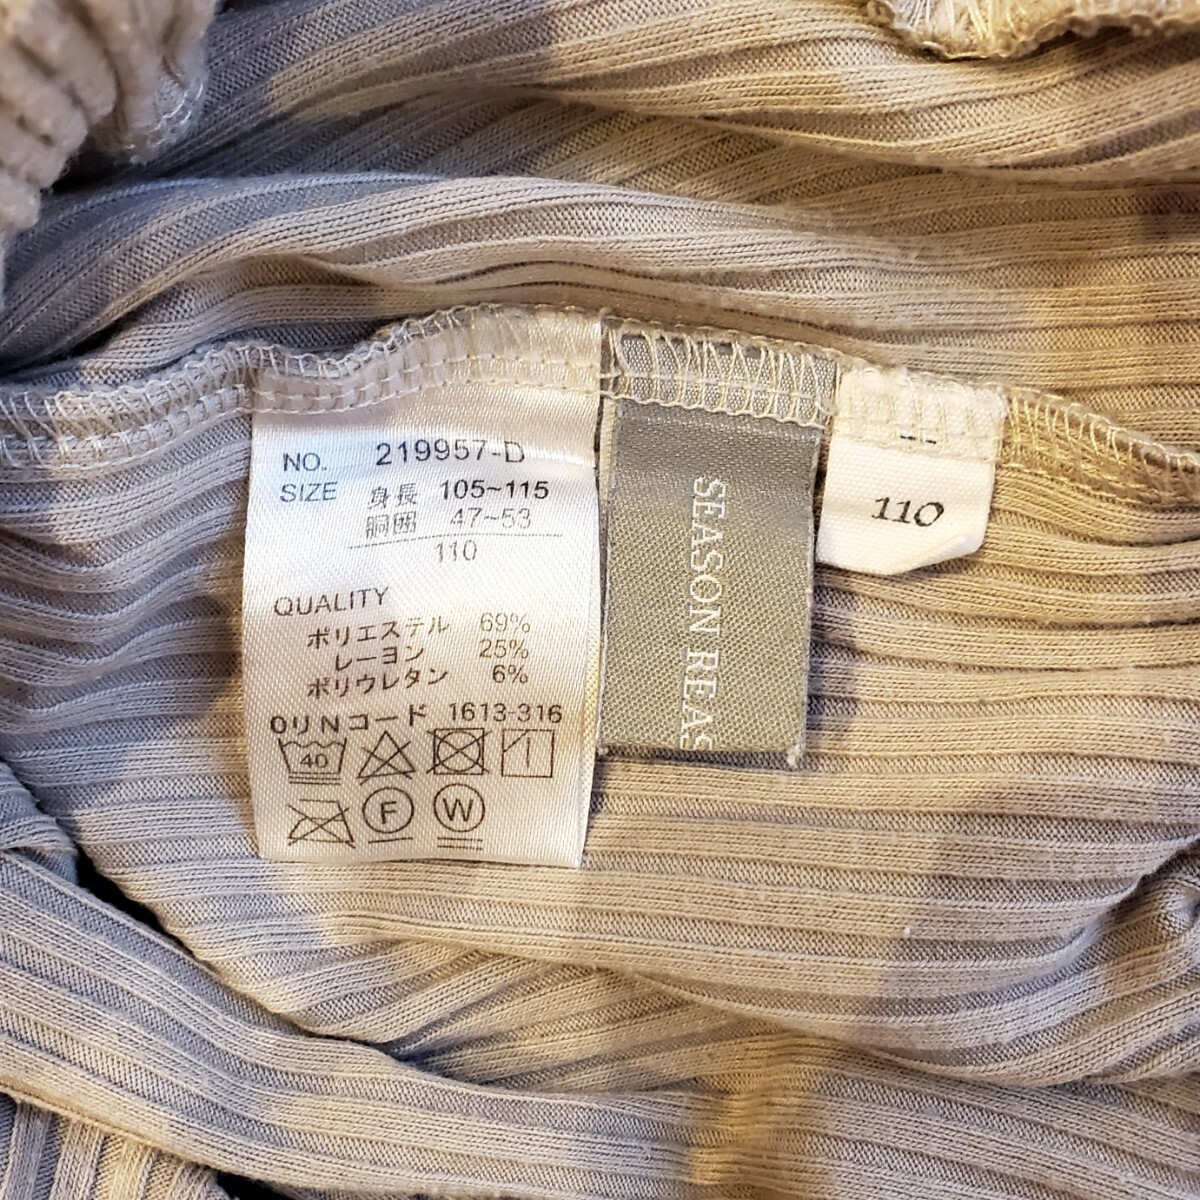 NO. 219957-D
SIZE 身長 105~115
胴囲 47~53
110
QUALITY
ポリエステル 69%
レーヨン 25%
ポリウレタン 6%
ORINコード 1613-316
40
F W
SEASON REAS
110